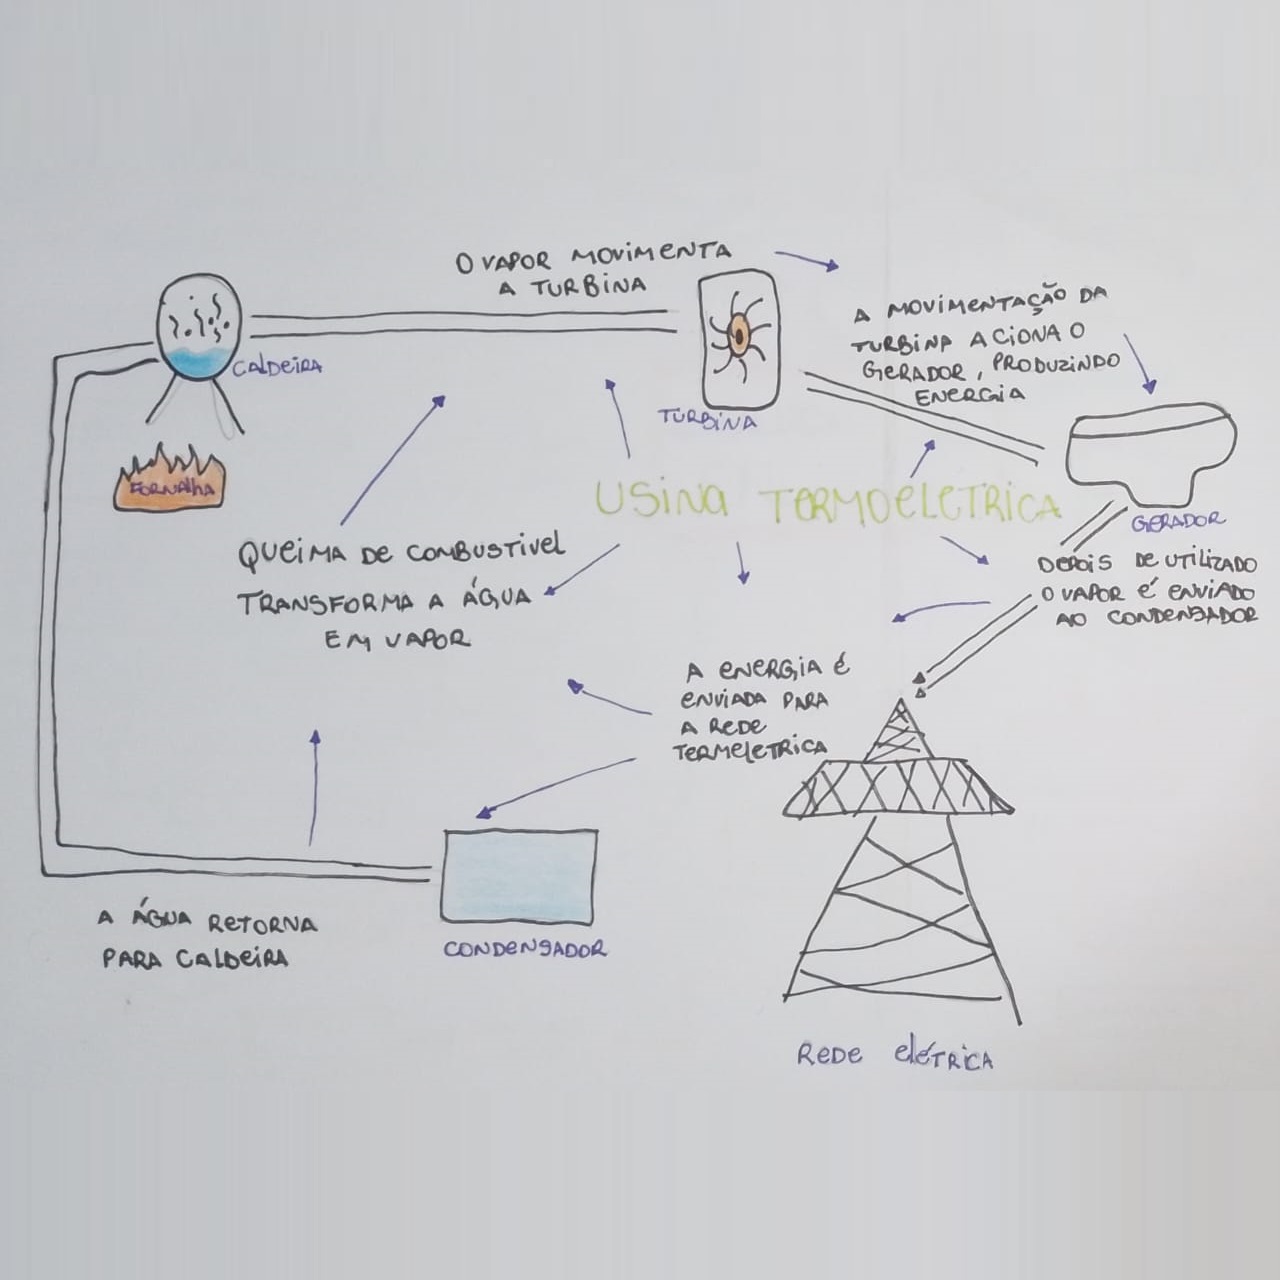 O VAPOR MOVIMENTA
A TURBINA
A MOVIMENTAÇÃO DA
TURBINA ACIONA O
GERADOR, PRODUZINDO
ENERGIA
CALDEIRA
TURBINA
FORNALHA
USINA TERMOELETRICA
GERADOR
QUEIMA DE COMBUSTIVEL
TRANSFORMA A ÁGUA
EM VAPOR
DEPOIS DE UTILIZADO
O VAPOR É ENVIADO
AO CONDENSADOR
A ENERGIA É
ENVIADA PARA
A REDE
TERMELETRICA
A ÁGUA RETORNA
PARA CALDEIRA
CONDENSADOR
REDE ELÉTRICA